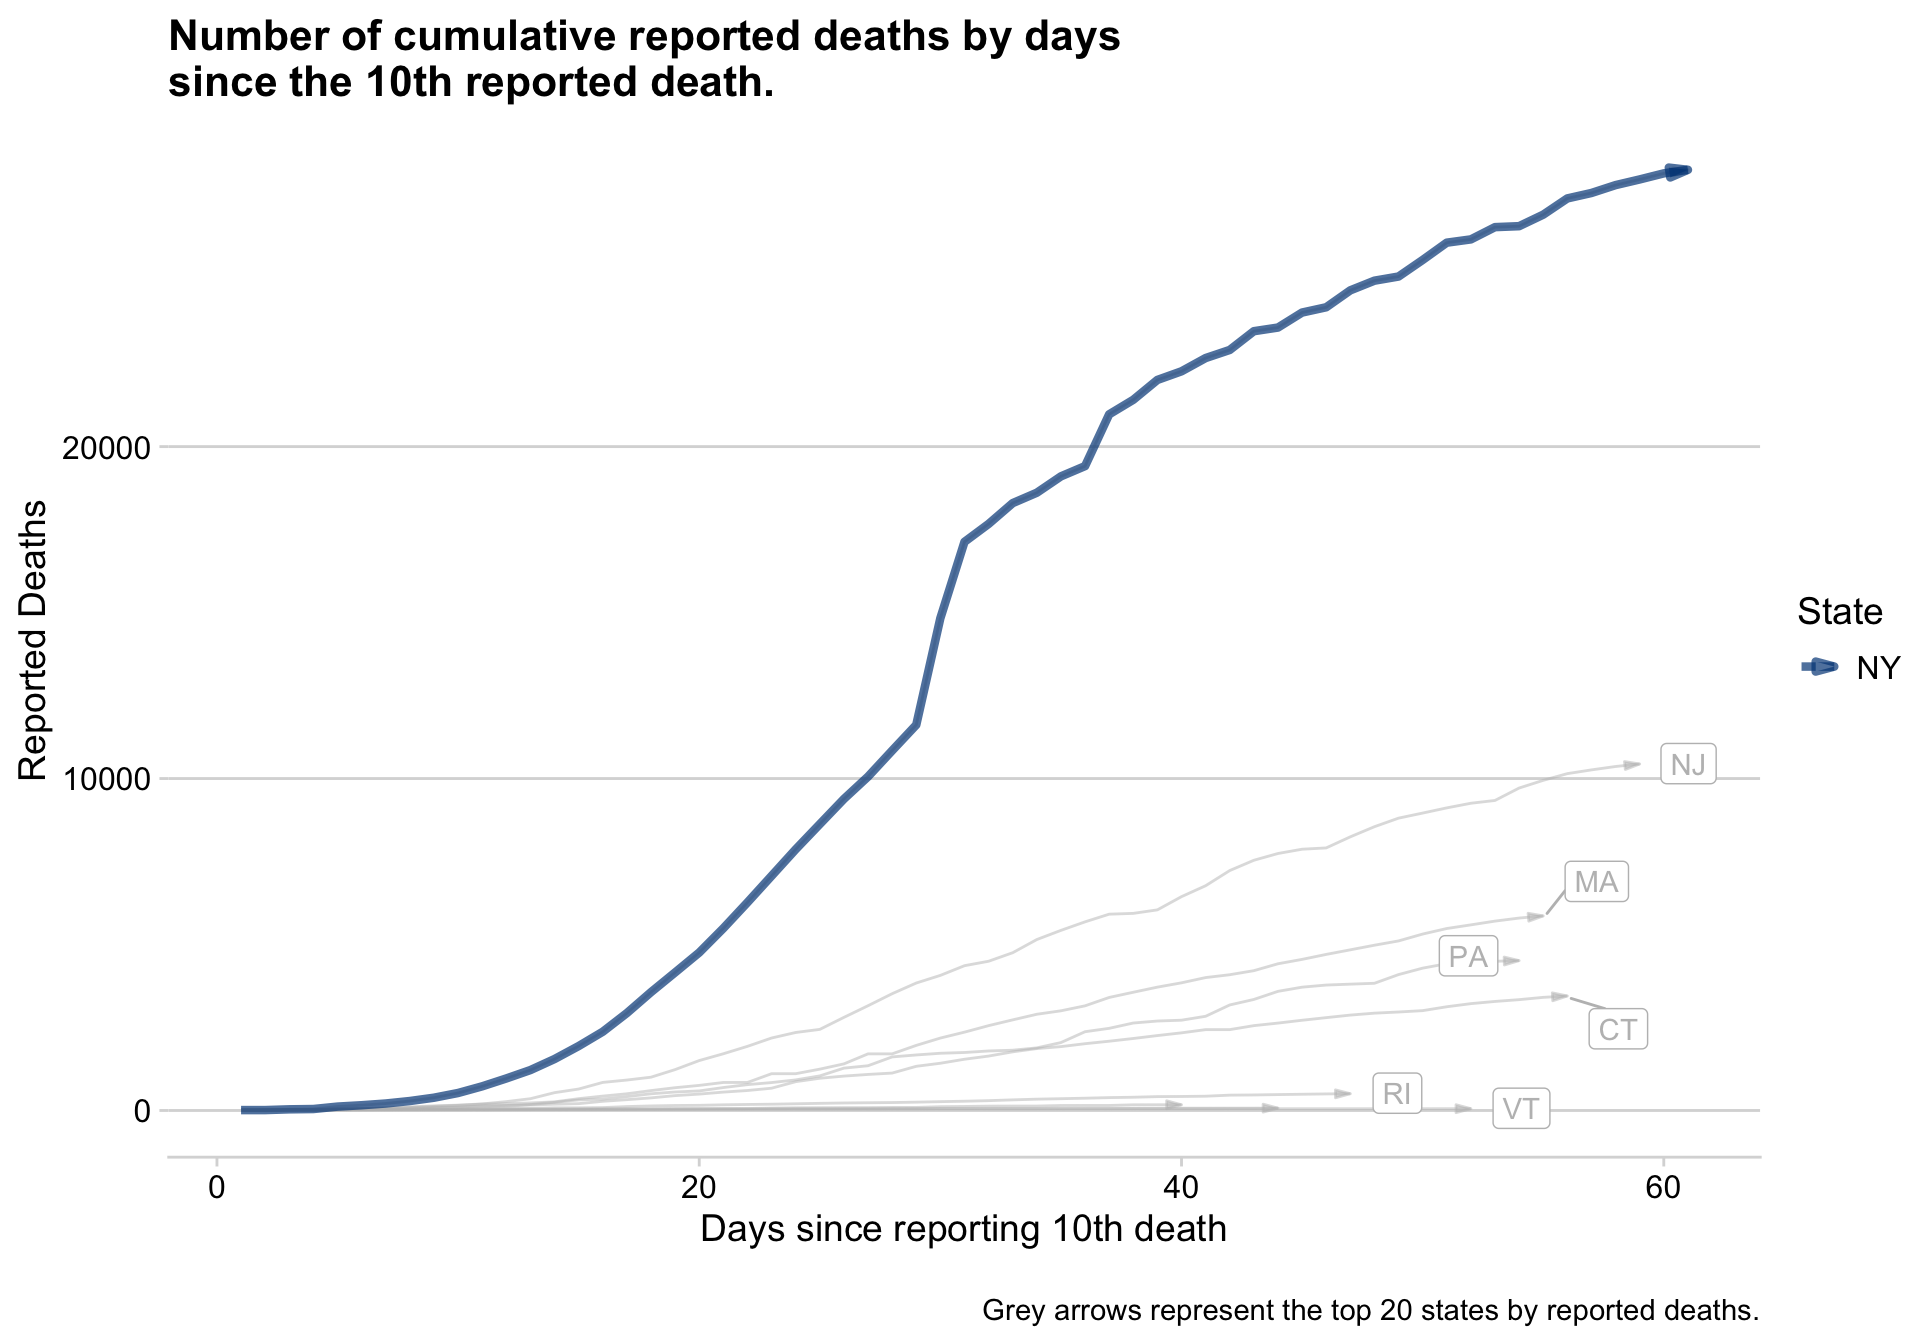 Number of cumulative reported deaths by days
since the 10th reported death.
Reported Deaths
20000
10000
0
NJ
MA
PA
CT
RI
VT
State
NY
0 20 40 60
Days since reporting 10th death
Grey arrows represent the top 20 states by reported deaths.